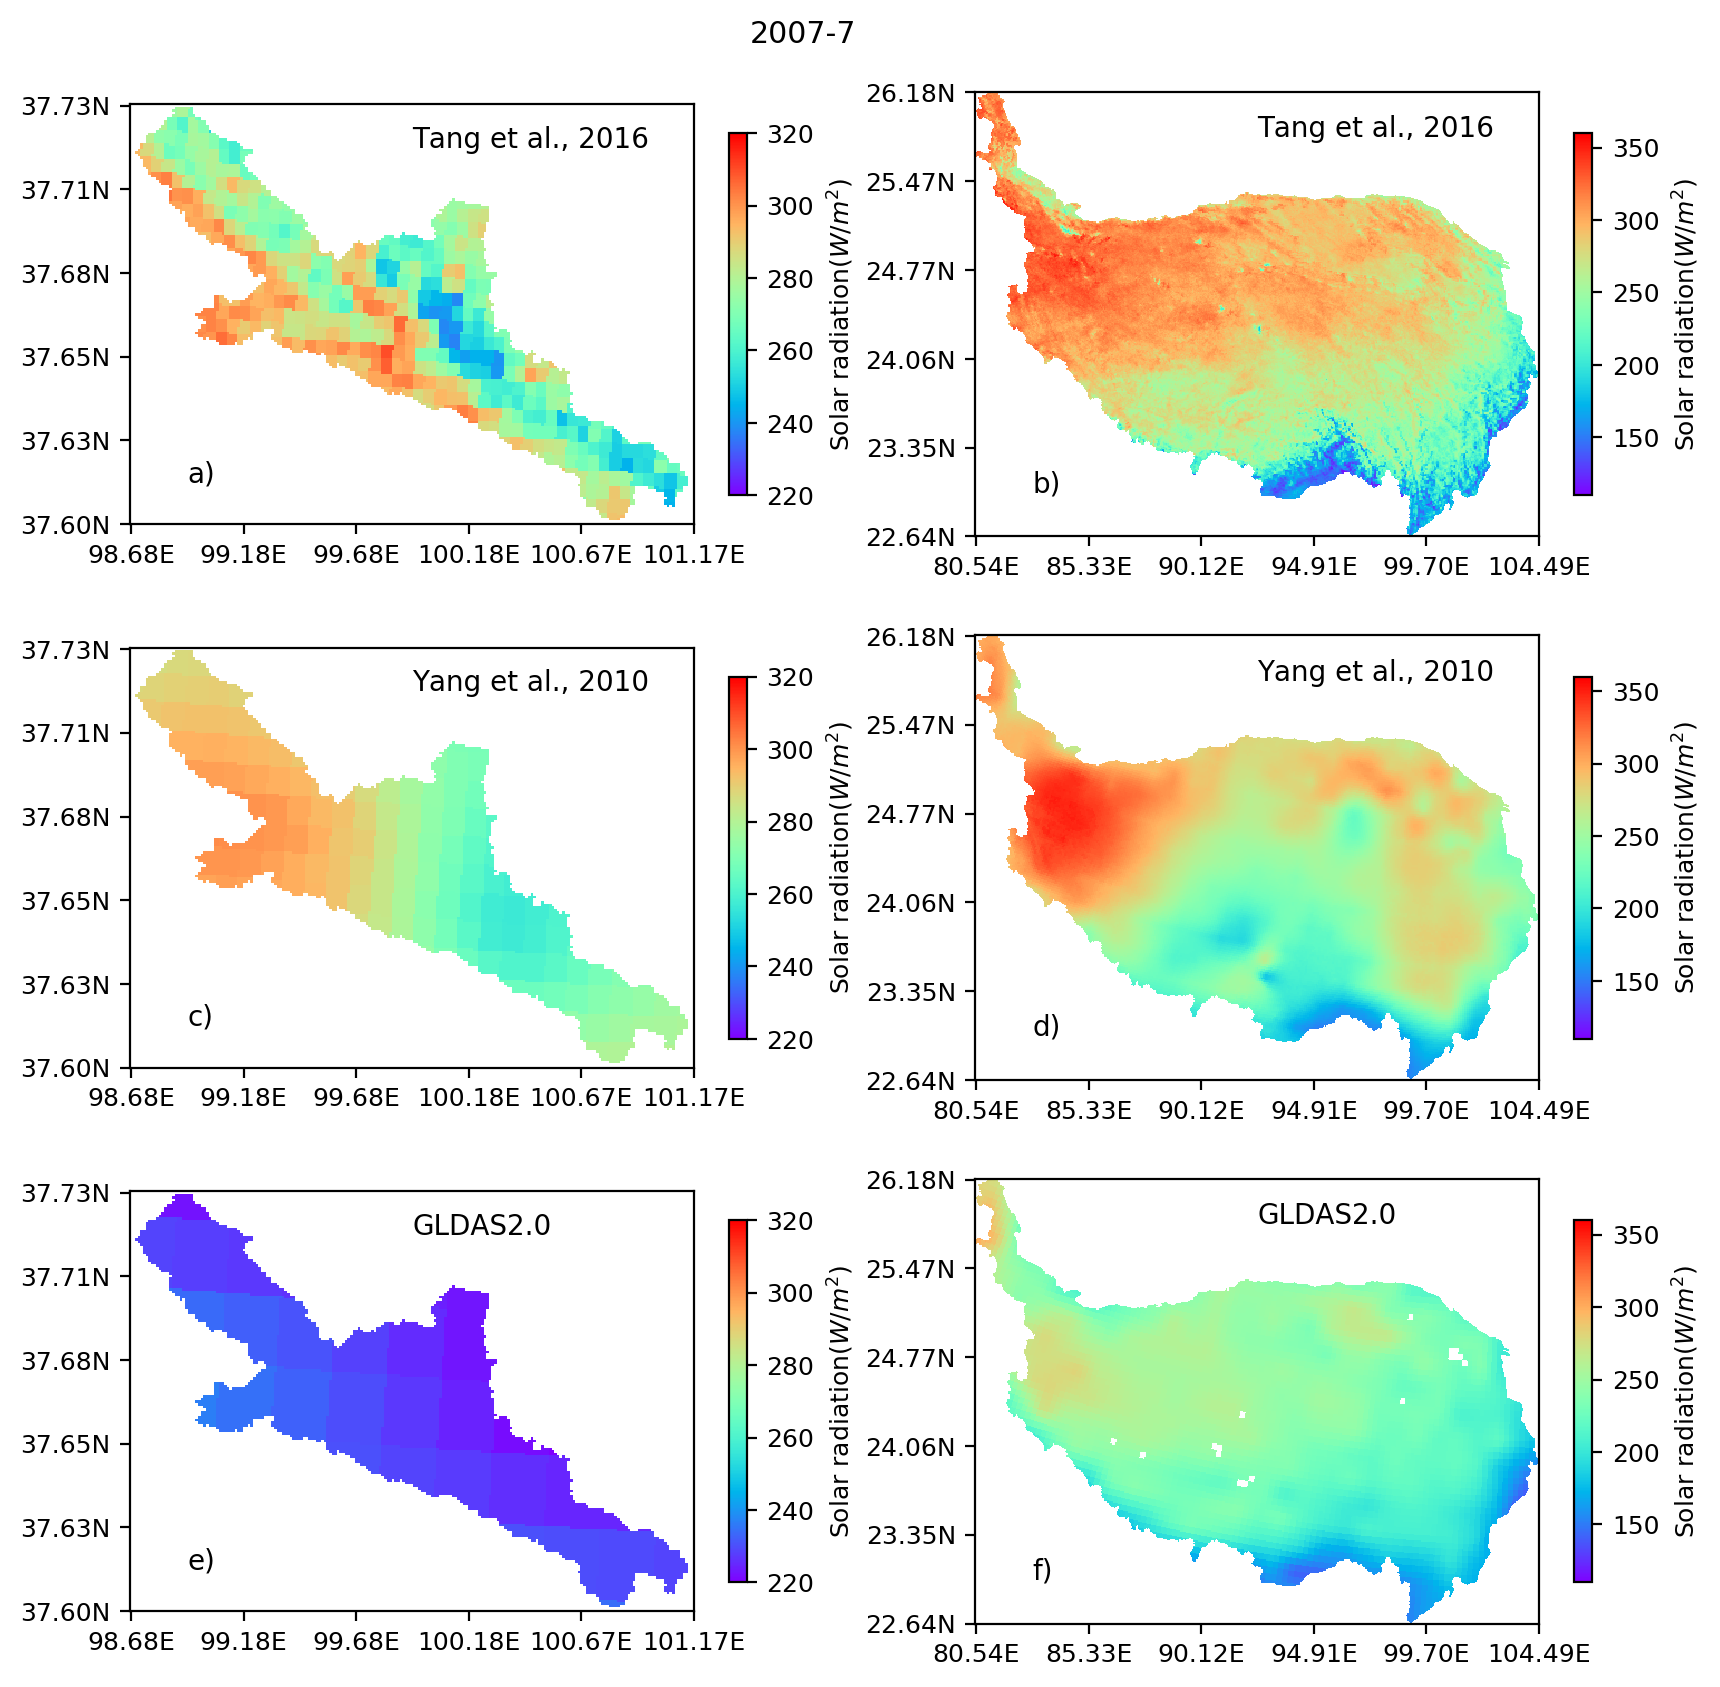 2007-7
37.73N
37.71N
37.68N
37.65N
37.63N
37.60N
98.68E 99.18E 99.68E 100.18E 100.67E 101.17E
Tang et al., 2016
a)
320
300
280
260
240
220
Solar radiation(W/m²)
26.18N
25.47N
24.77N
24.06N
23.35N
22.64N
80.54E 85.33E 90.12E 94.91E 99.70E 104.49E
Tang et al., 2016
b)
350
300
250
200
150
Solar radiation(W/m²)
37.73N
37.71N
37.68N
37.65N
37.63N
37.60N
98.68E 99.18E 99.68E 100.18E 100.67E 101.17E
Yang et al., 2010
c)
320
300
280
260
240
220
Solar radiation(W/m²)
26.18N
25.47N
24.77N
24.06N
23.35N
22.64N
80.54E 85.33E 90.12E 94.91E 99.70E 104.49E
Yang et al., 2010
d)
350
300
250
200
150
Solar radiation(W/m²)
37.73N
37.71N
37.68N
37.65N
37.63N
37.60N
98.68E 99.18E 99.68E 100.18E 100.67E 101.17E
GLDAS2.0
e)
320
300
280
260
240
220
Solar radiation(W/m²)
26.18N
25.47N
24.77N
24.06N
23.35N
22.64N
80.54E 85.33E 90.12E 94.91E 99.70E 104.49E
GLDAS2.0
f)
350
300
250
200
150
Solar radiation(W/m²)